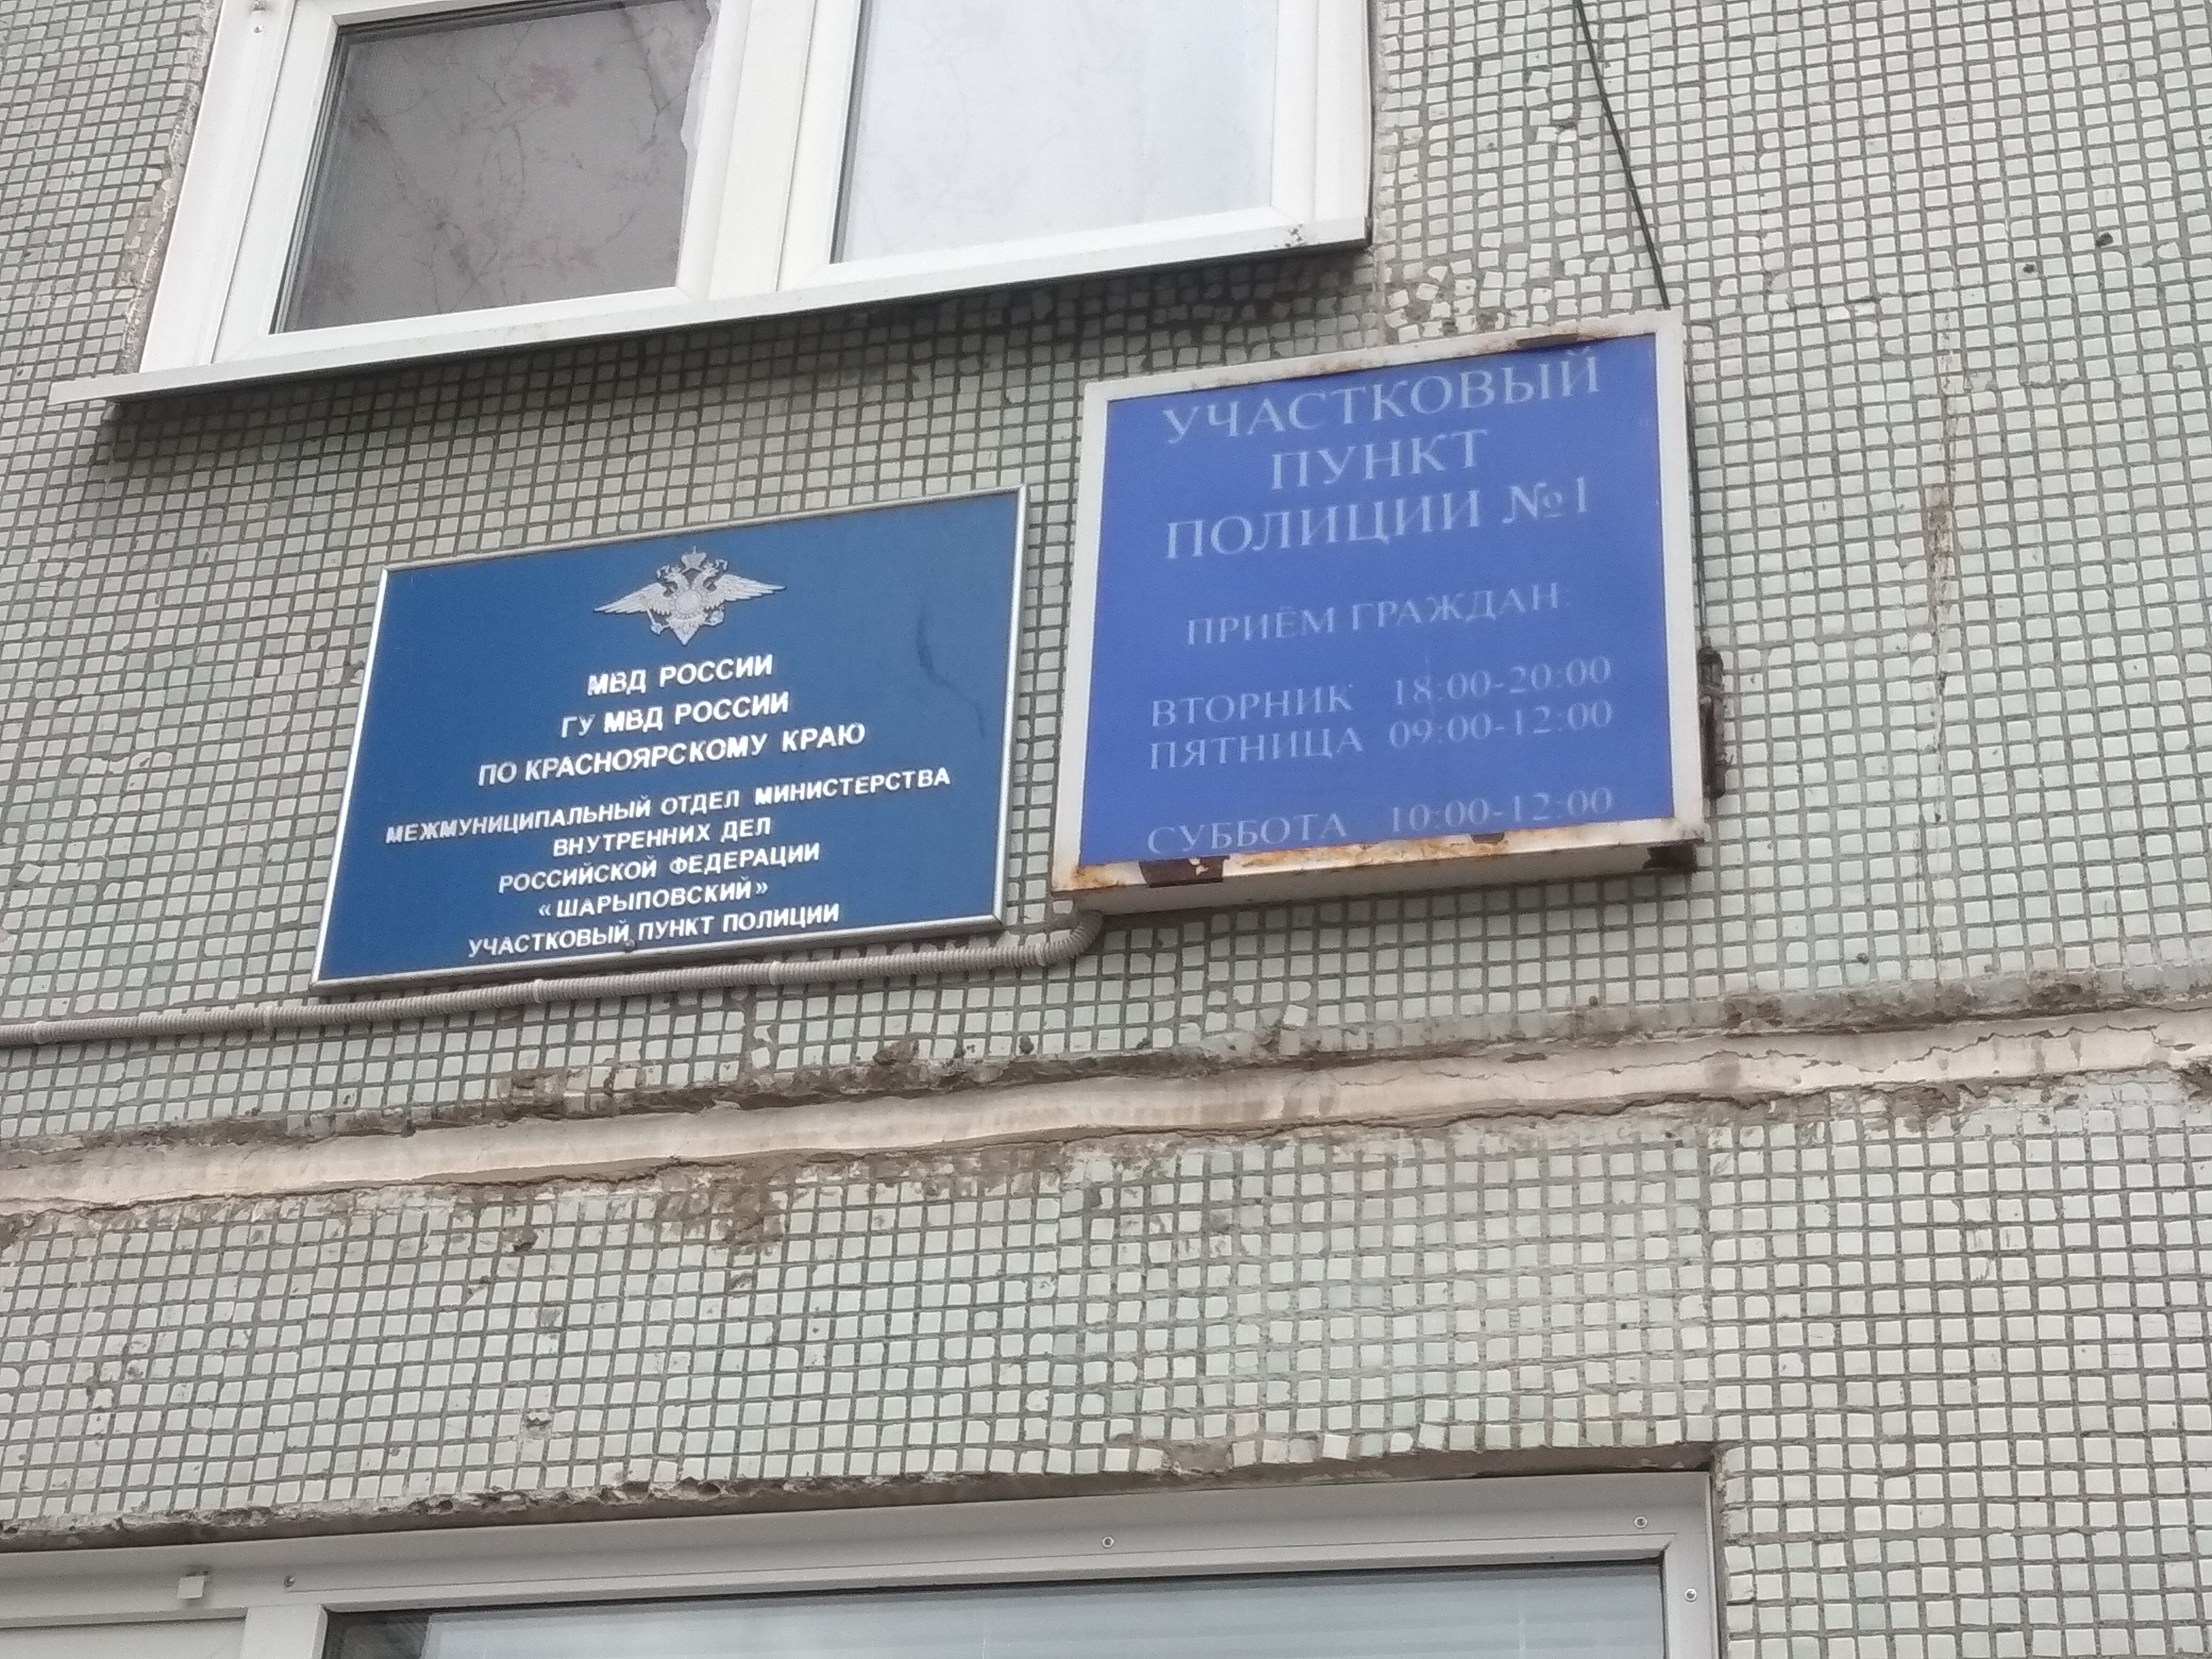 МВД РОССИИ
ГУ МВД РОССИИ
ПО КРАСНОЯРСКОМУ КРАЮ
МЕЖМУНИЦИПАЛЬНЫЙ ОТДЕЛ МИНИСТЕРСТВА
ВНУТРЕННИХ ДЕЛ
РОССИЙСКОЙ ФЕДЕРАЦИИ
«ШАРЫПОВСКИЙ»
УЧАСТКОВЫЙ ПУНКТ ПОЛИЦИИ
УЧАСТКОВЫЙ
ПУНКТ
ПОЛИЦИИ №1
ПРИЁМ ГРАЖДАН:
ВТОРНИК 18:00-20:00
ПЯТНИЦА 09:00-12:00
СУББОТА 10:00-12:00